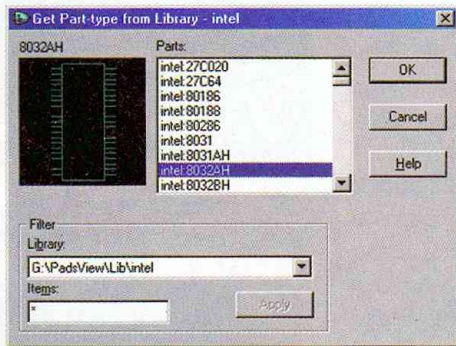 Get Part-type from Library - intel
8032AH
Parts:
intel:27C020
intel:27C64
intel:80186
intel:80188
intel:80286
intel:8031
intel:8031AH
intel:8032AH
intel:8032BH
OK
Cancel
Help
Filter
Library:
G:\PadsView\Lib\intel
Items:
*
Apply